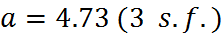 a = 4.73 (3 s.f.)